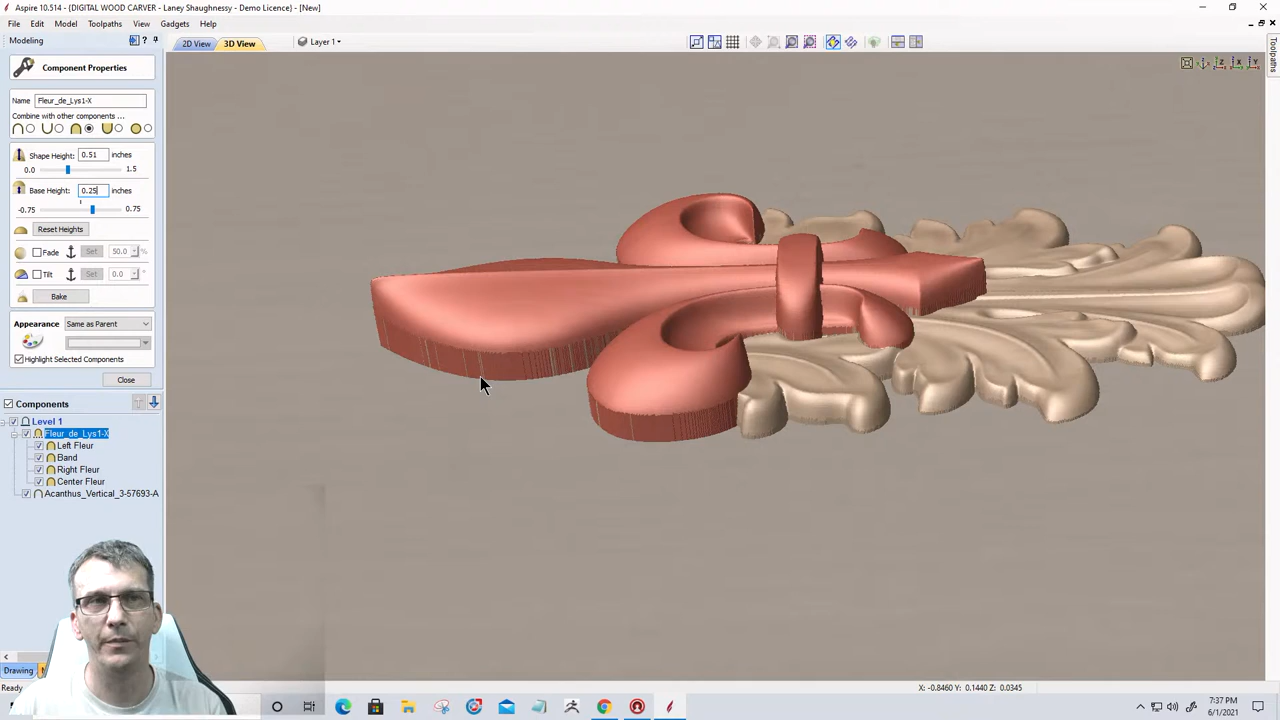 Aspire 10.514 - {DIGITAL WOOD CARVER - Laney Shaughnessy - Demo Licence} - [New]
File Edit Model Toolpaths View Gadgets Help
Modeling
2D View 3D View Layer 1
Component Properties
Name Fleur_de_Lys1-X
Combine with other components ...
Shape Height: 0.51 inches
0.0 1.5
Base Height: 0.25 inches
-0.75 0.75
Reset Heights
Fade Set 50.0 %
Tilt Set 0.0 °
Bake
Appearance Same as Parent
Highlight Selected Components
Close
Components
Level 1
Fleur_de_Lys1-X
Left Fleur
Band
Right Fleur
Center Fleur
Acanthus_Vertical_3-57693-A
Toolpaths
Drawing
Ready
X: -0.8460 Y: 0.1440 Z: 0.0345
7:37 PM
6/1/2021